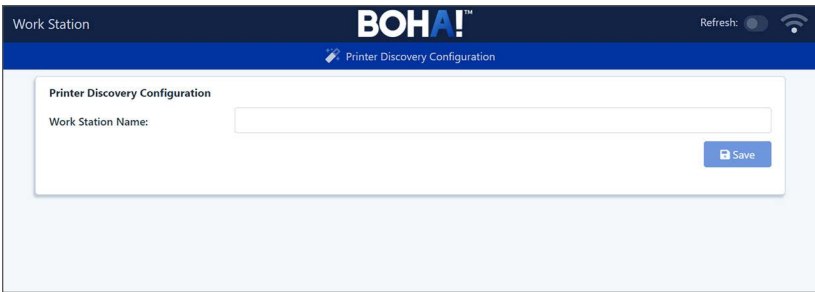 Work Station
BOHA!™
Refresh:
Printer Discovery Configuration
Printer Discovery Configuration
Work Station Name:
Save